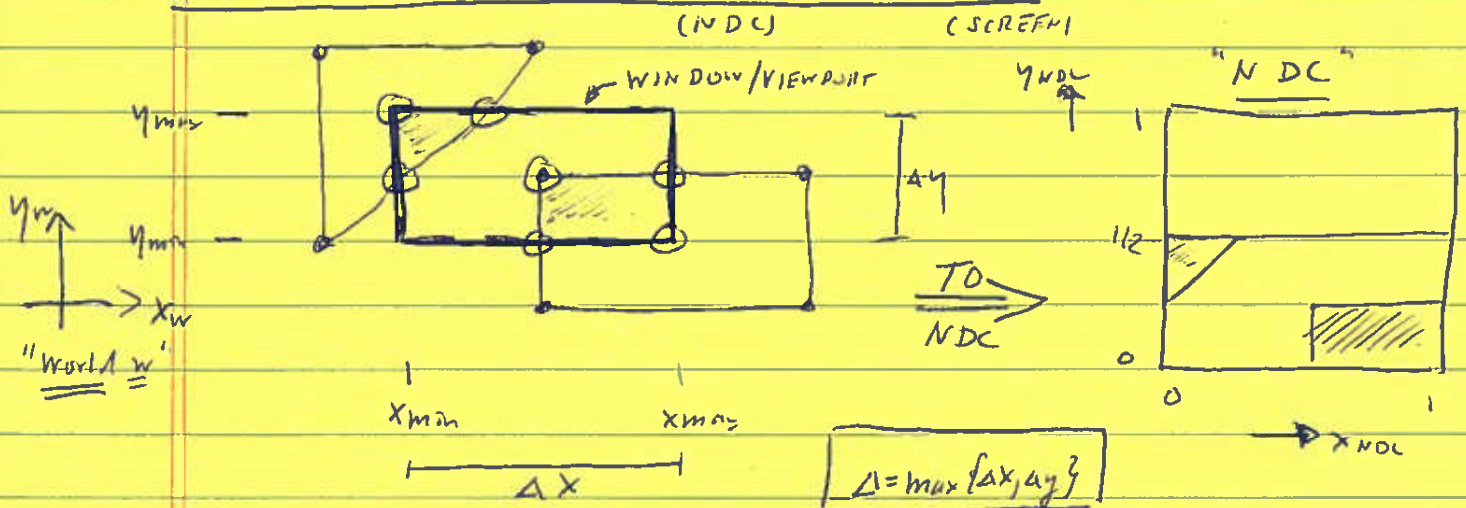 (NDC) (SCREEN)
WINDOW/VIEWPORT
yNDC
"NDC"
ymax
1
Δy
yw
ymin
1/2
TO
NDC
xw
"World w"
0
xmin
xmax
0
1
xNDC
Δx
Δ=max{Δx,Δy}